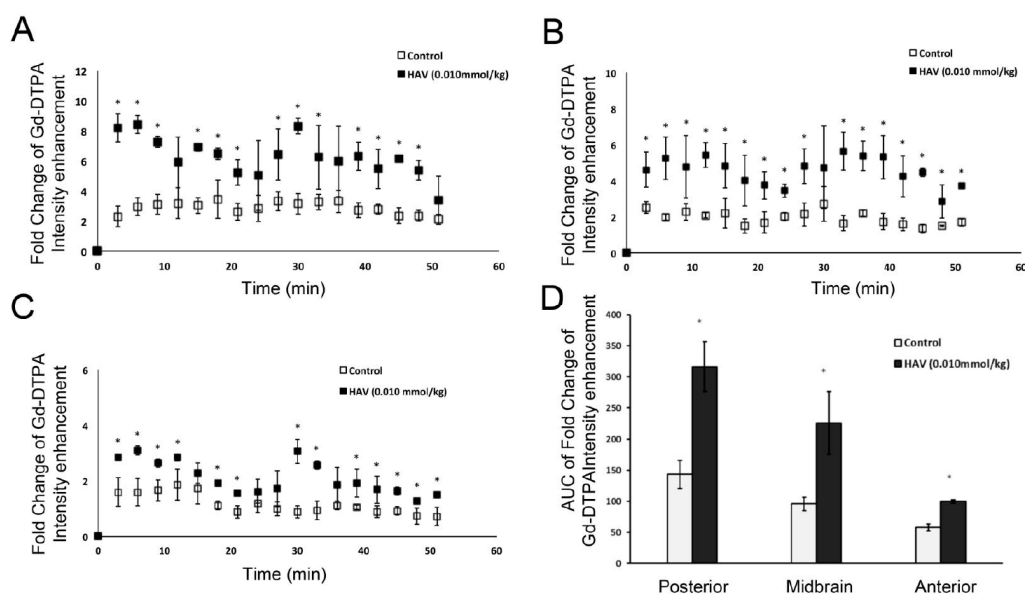 A
Fold Change of Gd-DTPA
Intensity enhancement
Control
HAV (0.010mmol/kg)
12
10
8
6
4
2
0
* * * * * * * * * * * *
0 10 20 30 40 50 60
Time (min)
B
Fold Change of Gd-DTPA
Intensity enhancement
Control
HAV (0.010 mmol/kg)
10
8
6
4
2
0
* * * * * * * * * * * * * * * *
0 10 20 30 40 50 60
Time (min)
C
Fold Change of Gd-DTPA
Intensity enhancement
Control
HAV (0.010 mmol/kg)
6
4
2
0
* * * * * * * * * * * * *
0 10 20 30 40 50 60
Time (min)
D
AUC of Fold Change of
Gd-DTPAIntensity enhancement
Control
HAV (0.010mmol/kg)
400
350
300
250
200
150
100
50
0
* * *
Posterior Midbrain Anterior